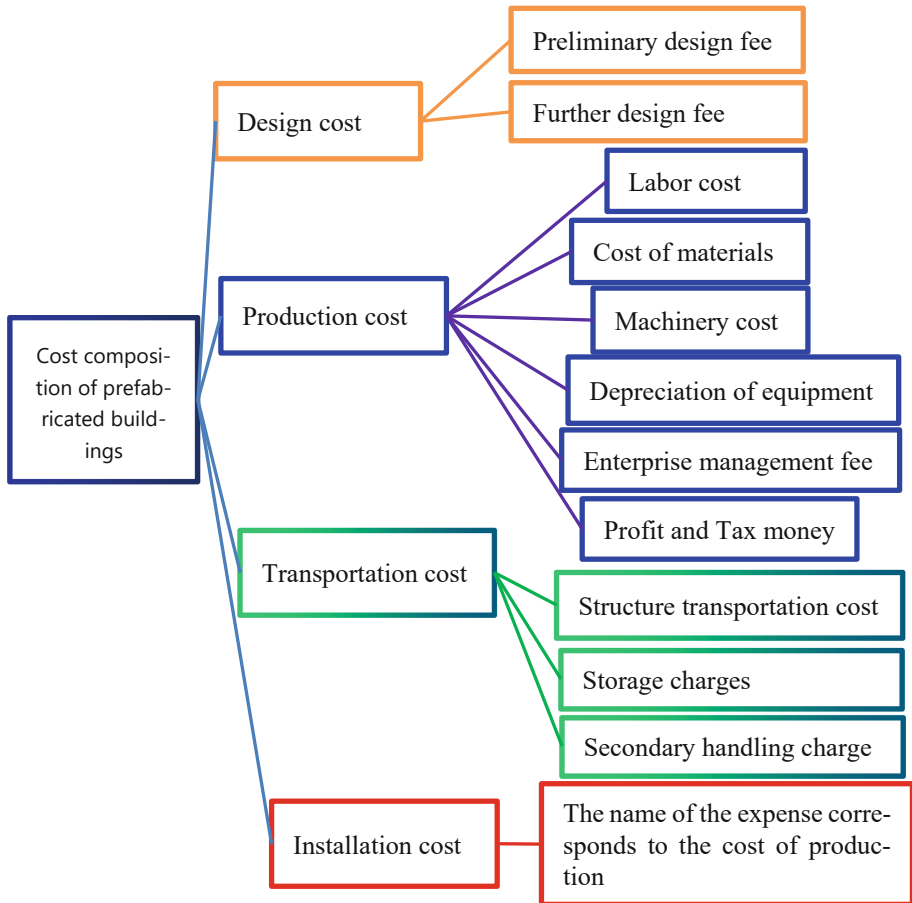 Cost composi-
tion of prefab-
ricated build-
ings
Design cost
Preliminary design fee
Further design fee
Production cost
Labor cost
Cost of materials
Machinery cost
Depreciation of equipment
Enterprise management fee
Profit and Tax money
Transportation cost
Structure transportation cost
Storage charges
Secondary handling charge
Installation cost
The name of the expense corre-
sponds to the cost of produc-
tion